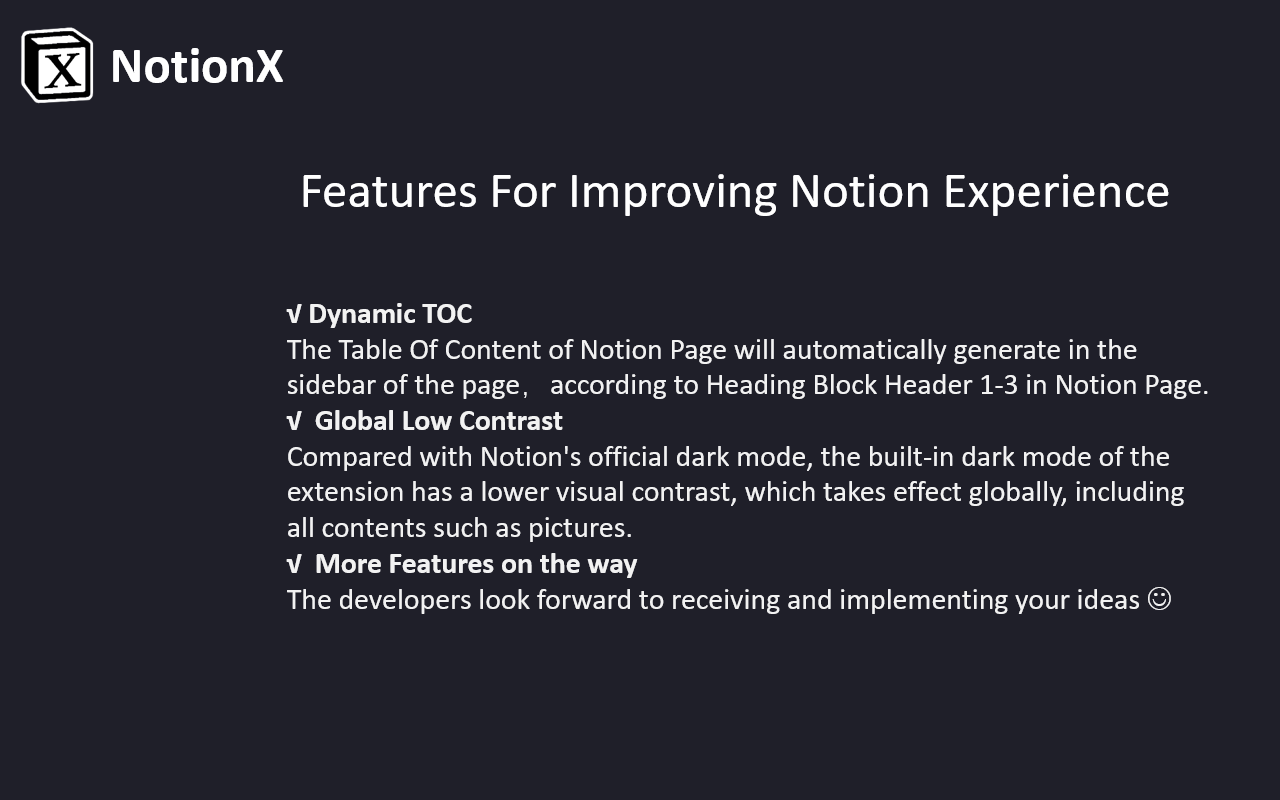 X NotionX
Features For Improving Notion Experience
√ Dynamic TOC
The Table Of Content of Notion Page will automatically generate in the
sidebar of the page， according to Heading Block Header 1-3 in Notion Page.
√ Global Low Contrast
Compared with Notion's official dark mode, the built-in dark mode of the
extension has a lower visual contrast, which takes effect globally, including
all contents such as pictures.
√ More Features on the way
The developers look forward to receiving and implementing your ideas ☺